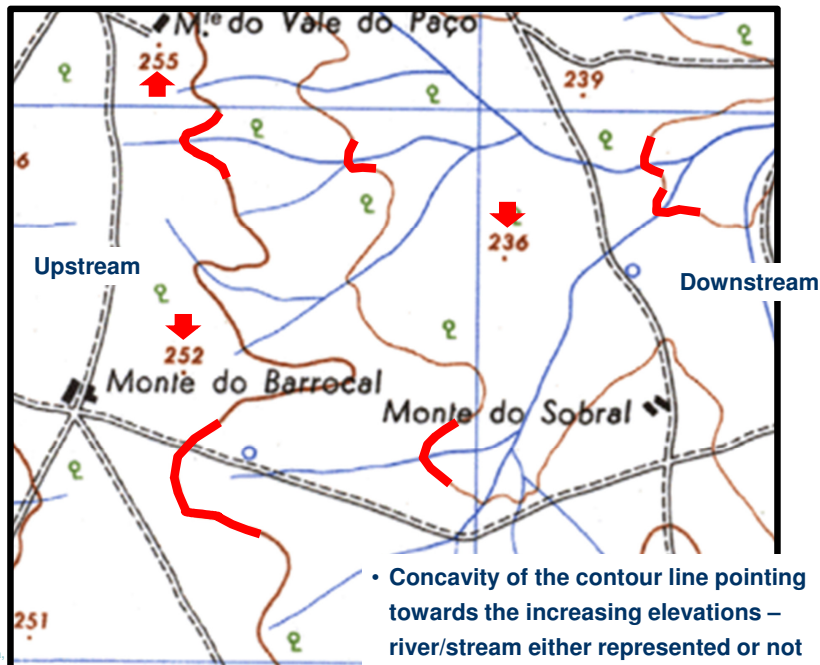 M.te do Vale do Paço
255
239
6
236
Upstream
Downstream
252
Monte do Barrocal
Monte do Sobral
251
• Concavity of the contour line pointing
towards the increasing elevations –
river/stream either represented or not